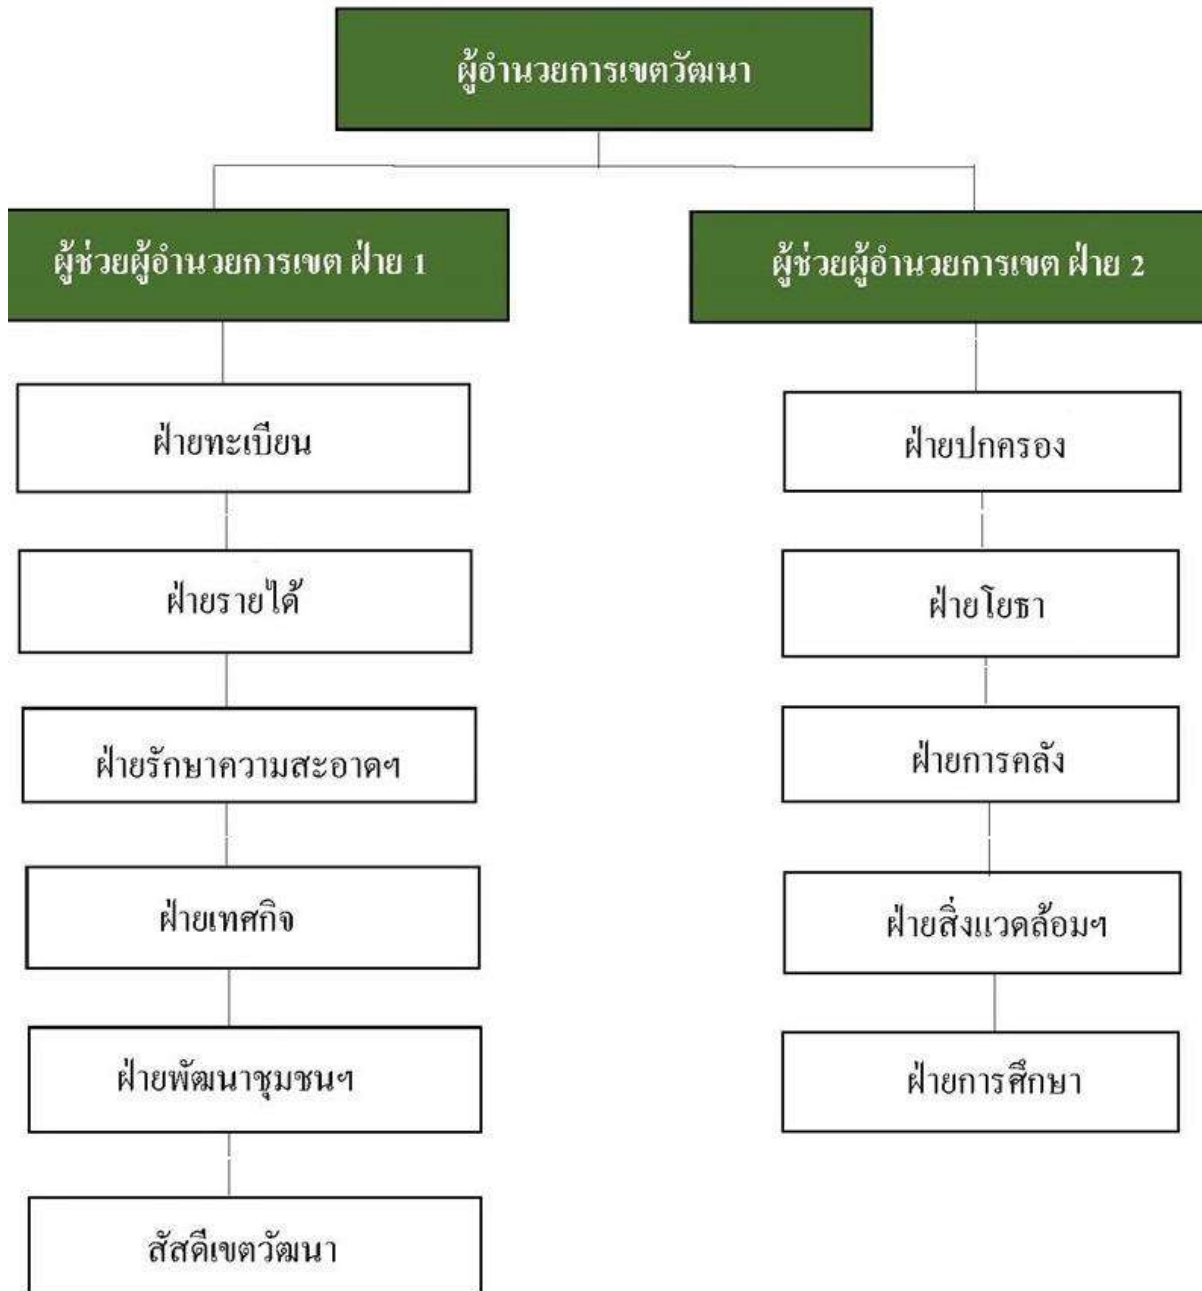 ผู้อำนวยการเขตวัฒนา
ผู้ช่วยผู้อำนวยการเขต ฝ่าย 1
ผู้ช่วยผู้อำนวยการเขต ฝ่าย 2
ฝ่ายทะเบียน
ฝ่ายรายได้
ฝ่ายรักษาความสะอาดฯ
ฝ่ายเทศกิจ
ฝ่ายพัฒนาชุมชนฯ
สัสดีเขตวัฒนา
ฝ่ายปกครอง
ฝ่ายโยธา
ฝ่ายการคลัง
ฝ่ายสิ่งแวดล้อมฯ
ฝ่ายการศึกษา